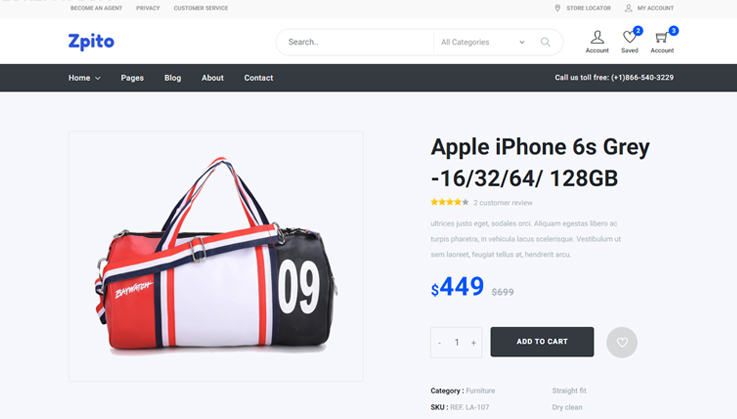 BECOME AN AGENT PRIVACY CUSTOMER SERVICE STORE LOCATOR MY ACCOUNT
Zpito
Search.. All Categories
2
3
Account Saved Account
Home Pages Blog About Contact Call us toll free: (+1)866-540-3229
BAYWATCH
09
Apple iPhone 6s Grey
-16/32/64/ 128GB
2 customer review
ultrices justo eget, sodales orci. Aliquam egestas libero ac
turpis pharetra, in vehicula lacus scelerisque. Vestibulum ut
sem laoreet, feugiat tellus at, hendrerit arcu.
$449 $699
- 1 + ADD TO CART
Category : Furniture Straight fit
SKU : REF. LA-107 Dry clean